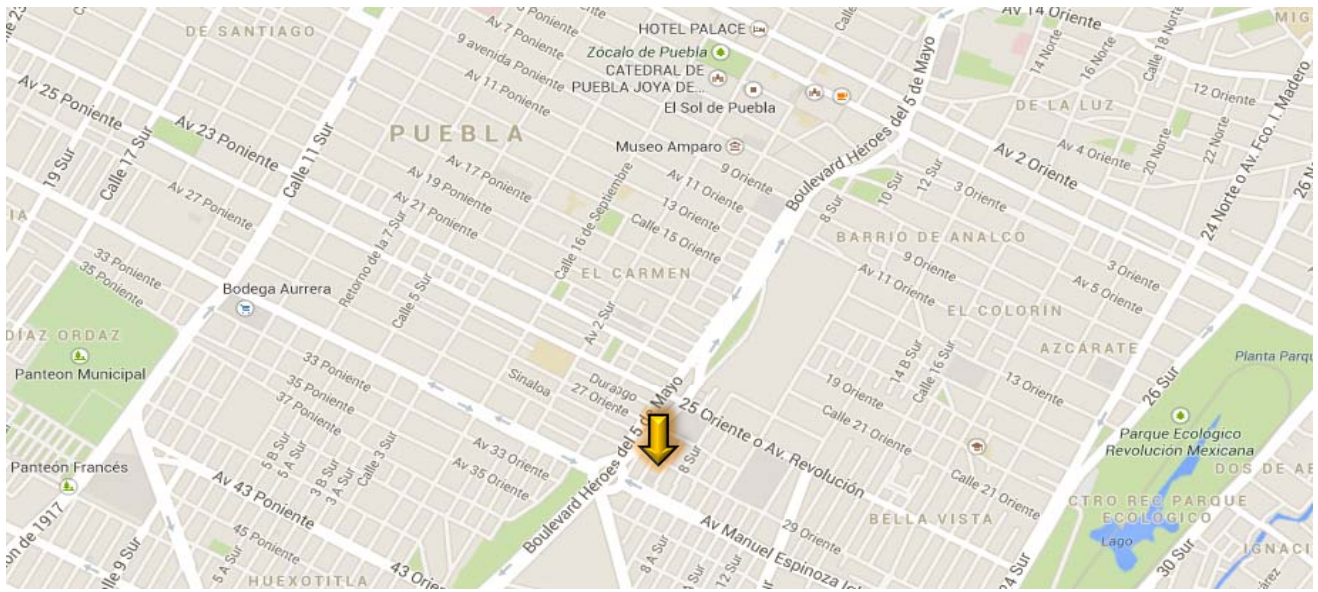 Av 14 Oriente
MIG
DE SANTIAGO
Poniente
Av 7 Poniente
9 avenida Poniente
Av 11 Poniente
HOTEL PALACE
Zócalo de Puebla
CATEDRAL DE
PUEBLA JOYA DE...
El Sol de Puebla
Calle
14 Norte
16 Norte
Calle 18 Norte
12 Oriente
DE LA LUZ
Av 25 Poniente
Av 23 Poniente
PUEBLA
Museo Amparo
Boulevard Héroes del 5 de Mayo
Av 4 Oriente
20 Norte
22 Norte
24 Norte o Av. Fco. I. Madero
Av 2 Oriente
19 Sur
Calle 17 Sur
Calle 11 Sur
Av 27 Poniente
Av 17 Poniente
Av 19 Poniente
Av 21 Poniente
Calle 16 de Septiembre
Av 11 Oriente
9 Oriente
13 Oriente
Calle 15 Oriente
8 Sur
10 Sur
12 Sur
3 Oriente
BARRIO DE ANALCO
9 Oriente
Av 11 Oriente
3 Oriente
Av 5 Oriente
33 Poniente
35 Poniente
Bodega Aurrera
Retorno de la 7 Sur
Calle 5 Sur
EL CARMEN
EL COLORÍN
DÍAZ ORDAZ
Panteon Municipal
Av 2 Sur
AZCÁRATE
Planta Parqu
33 Poniente
35 Poniente
37 Poniente
Sinaloa
Durango
27 Oriente
14 B Sur
Calle 16 Sur
19 Oriente
13 Oriente
26 Sur
Calle 21 Oriente
25 Oriente o Av. Revolución
Parque Ecológico
Revolución Mexicana
Panteón Francés
5 B Sur
5 A Sur
3 B Sur
3 A Sur
Calle 3 Sur
Av 33 Oriente
Av 35 Oriente
Boulevard Héroes del 5 de Mayo
8 Sur
Calle 21 Oriente
DOS DE AB
CTRO REC PARQUE
ECOLOGICO
Lago
Av 43 Poniente
45 Poniente
BELLA VISTA
29 Oriente
Av Manuel Espinoza
IGNACI
ón de 1917
5 A Sur
HUEXOTITLA
43 Orie
8 A Sur
12 Sur
24 Sur
30 Sur